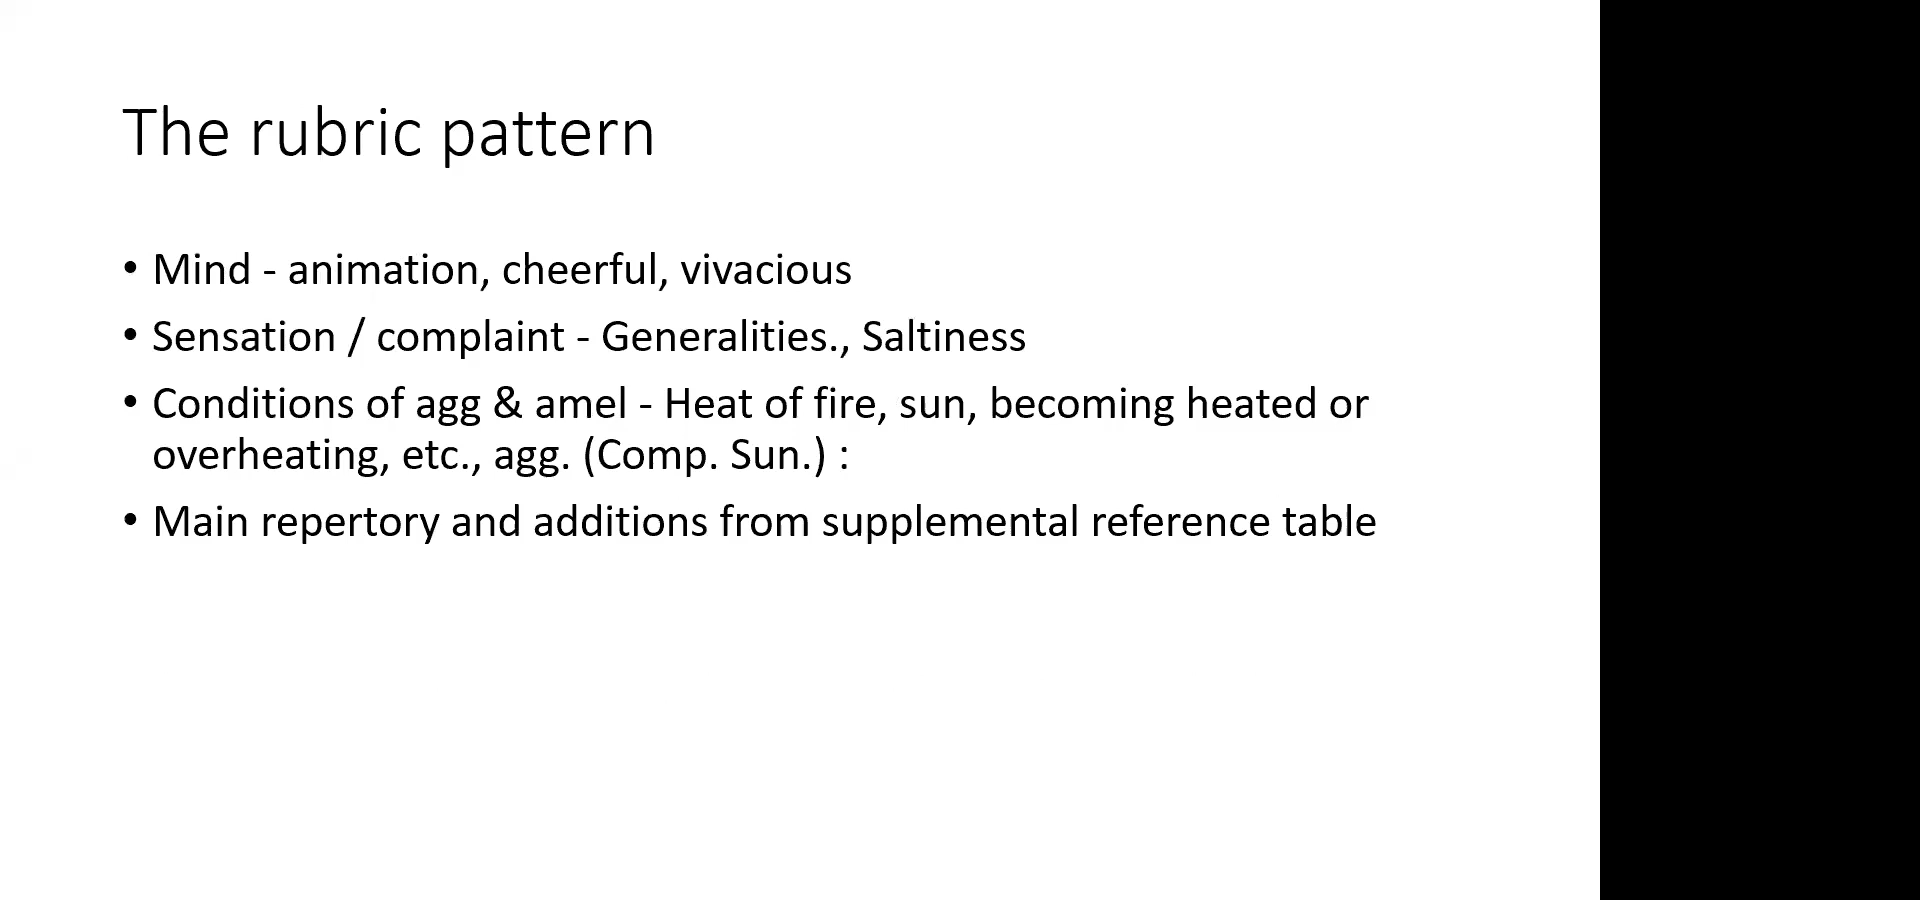 The rubric pattern
• Mind - animation, cheerful, vivacious
• Sensation / complaint - Generalities., Saltiness
• Conditions of agg & amel - Heat of fire, sun, becoming heated or
overheating, etc., agg. (Comp. Sun.) :
• Main repertory and additions from supplemental reference table